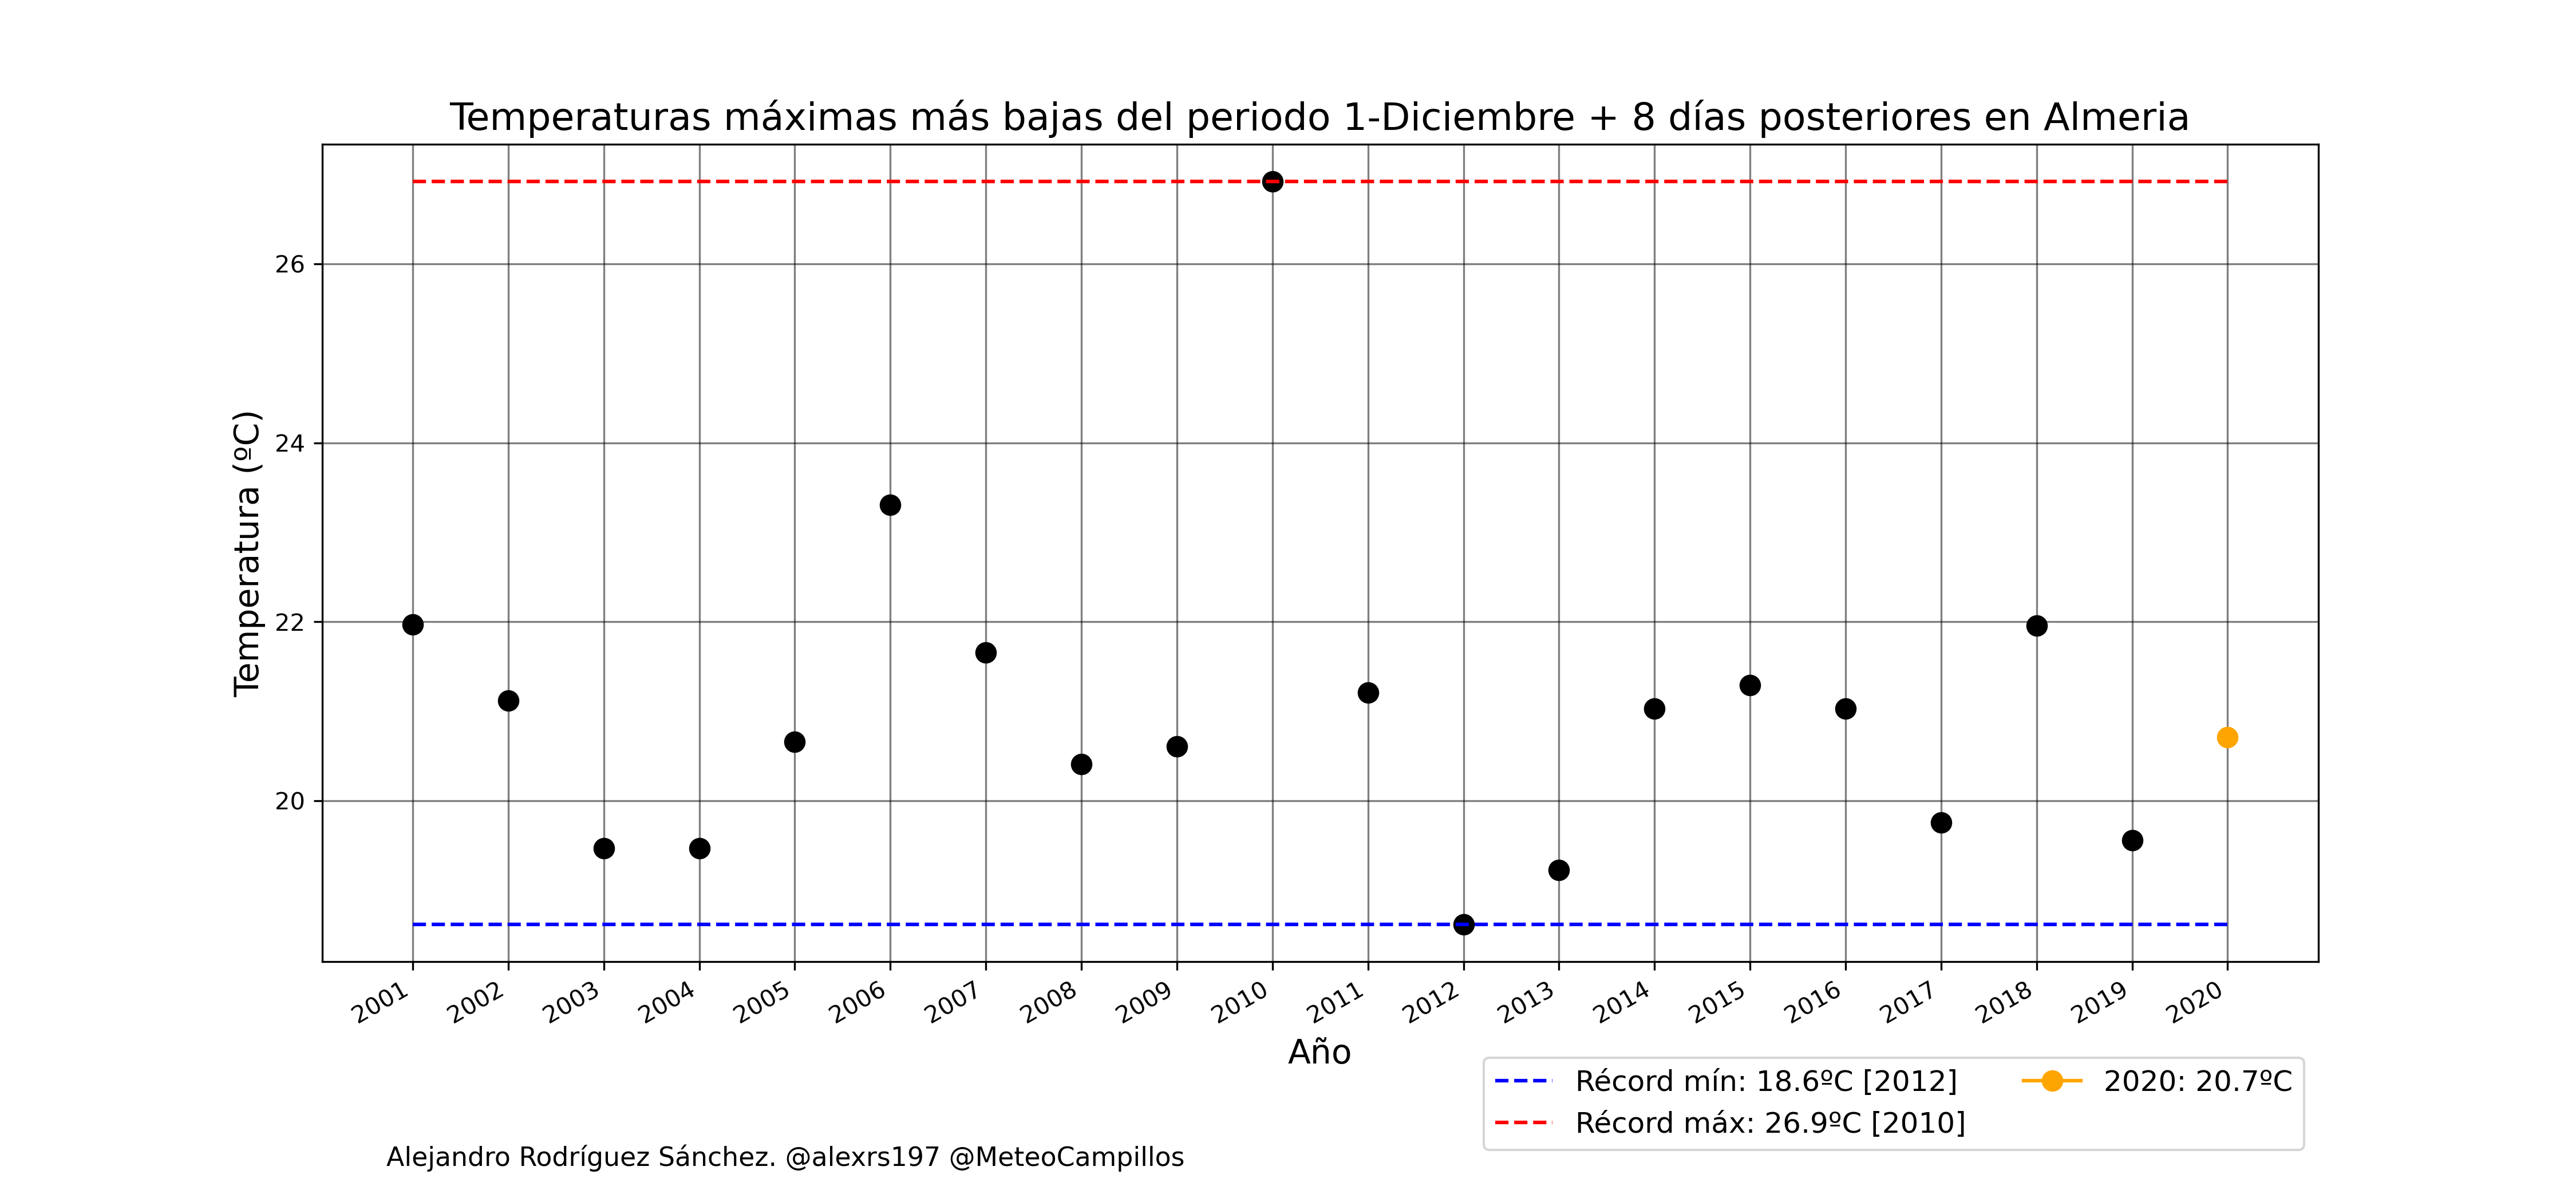 Temperaturas máximas más bajas del periodo 1-Diciembre + 8 días posteriores en Almeria
Temperatura (ºC)
26
24
22
20
2001 2002 2003 2004 2005 2006 2007 2008 2009 2010 2011 2012 2013 2014 2015 2016 2017 2018 2019 2020
Año
Récord mín: 18.6ºC [2012]
Récord máx: 26.9ºC [2010]
2020: 20.7ºC
Alejandro Rodríguez Sánchez. @alexrs197 @MeteoCampillos